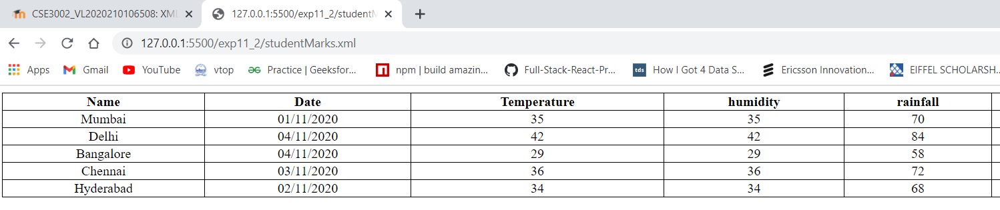 CSE3002_VL2020210106508: XM
127.0.0.1:5500/exp11_2/student
127.0.0.1:5500/exp11_2/studentMarks.xml
Apps Gmail YouTube vtop Practice | Geeksfor... npm | build amazin... Full-Stack-React-Pr... tds How I Got 4 Data S... Ericsson Innovation... EIFFEL SCHOLARSH...
Name Date Temperature humidity rainfall
Mumbai 01/11/2020 35 35 70
Delhi 04/11/2020 42 42 84
Bangalore 04/11/2020 29 29 58
Chennai 03/11/2020 36 36 72
Hyderabad 02/11/2020 34 34 68